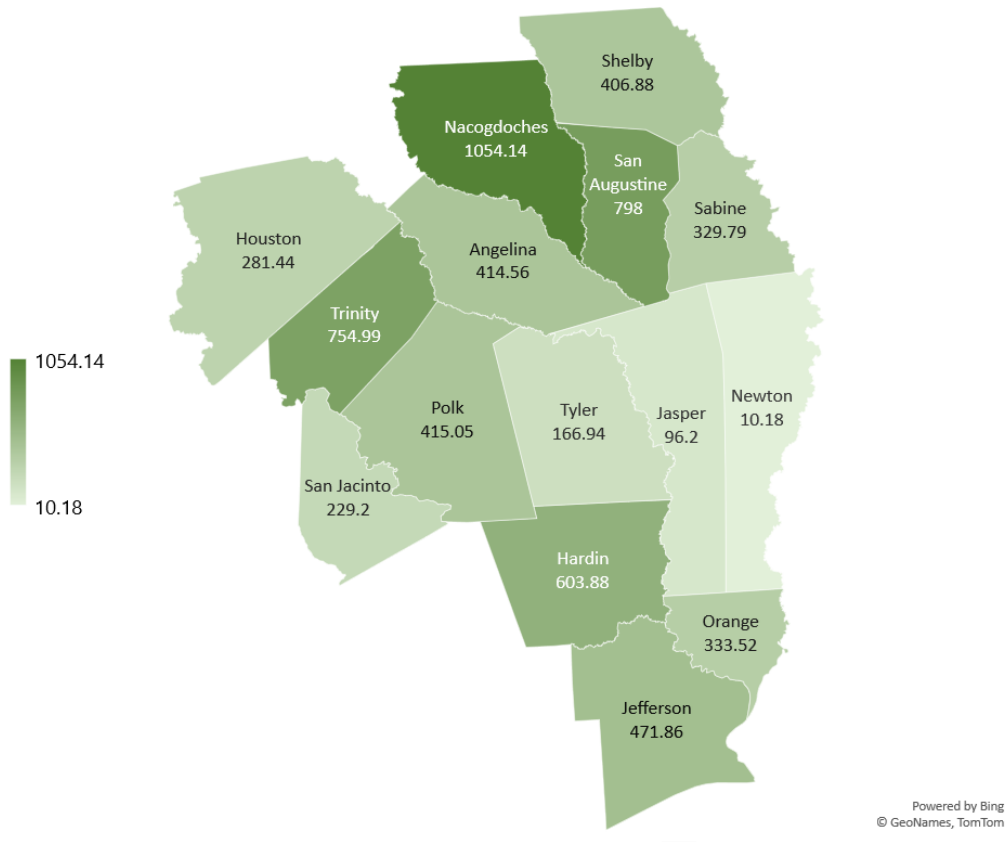 Shelby
406.88
Nacogdoches
1054.14
San
Augustine
798
Sabine
329.79
Houston
281.44
Angelina
414.56
Trinity
754.99
1054.14
10.18
Polk
415.05
Tyler
166.94
Jasper
96.2
Newton
10.18
San Jacinto
229.2
Hardin
603.88
Orange
333.52
Jefferson
471.86
Powered by Bing
© GeoNames, TomTom